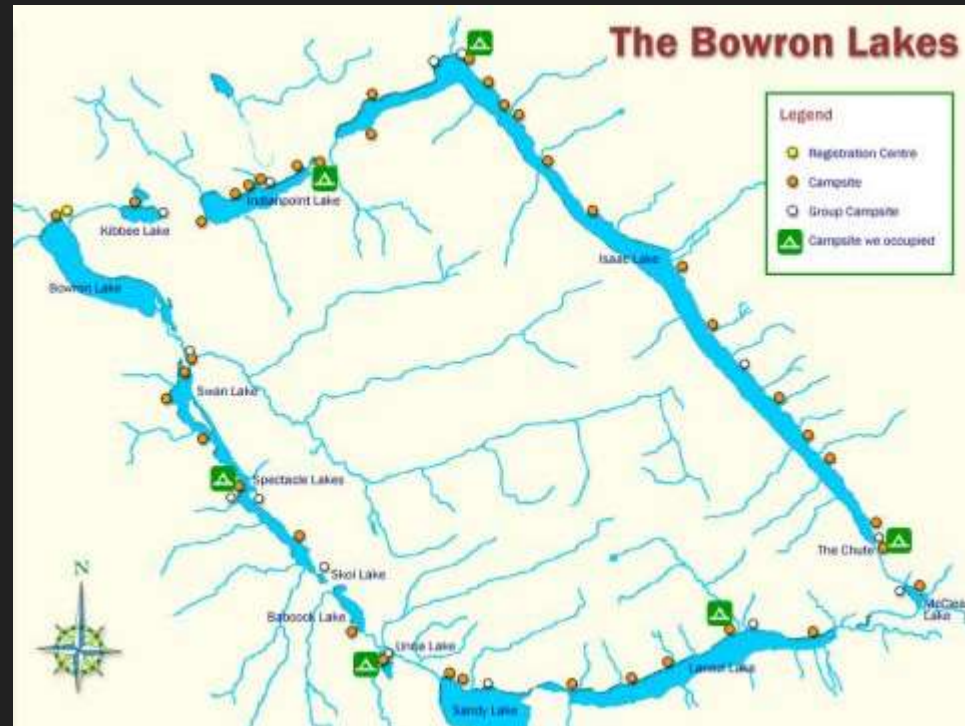 The Bowron Lakes
Legend
Registration Centre
Campsite
Group Campsite
Campsite we occupied
Indianpoint Lake
Kibbee Lake
Isaac Lake
Bowron Lake
Swan Lake
Spectacle Lakes
The Chute
N
Skoi Lake
Babcock Lake
Lake
Unna Lake
Lanezi Lake
Sandy Lake